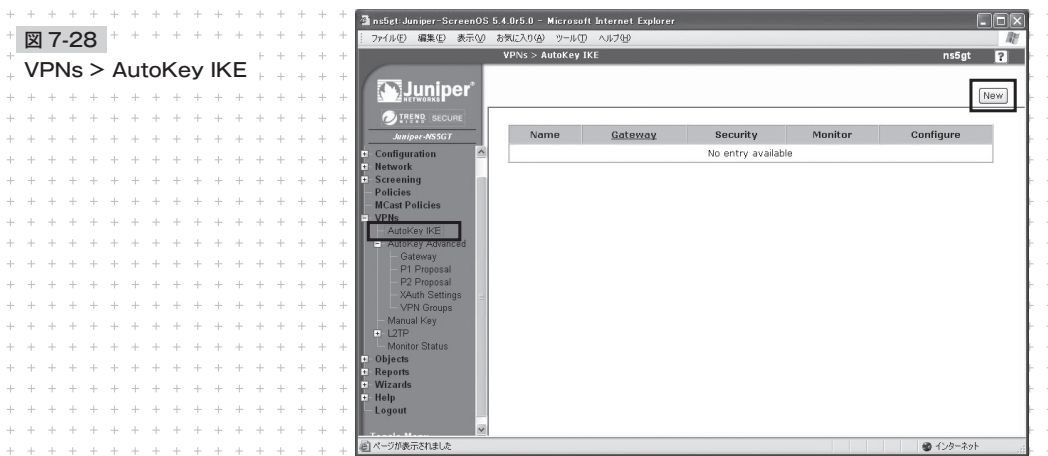 図 7-28
VPNs > AutoKey IKE
ns5gt:Juniper-ScreenOS 5.4.0r5.0 - Microsoft Internet Explorer
ファイル(F) 編集(E) 表示(V) お気に入り(A) ツール(T) ヘルプ(H)
VPNs > AutoKey IKE
ns5gt ?
Juniper
NETWORKS
TREND MICRO SECURE
Juniper-NS5GT
New
Name Gateway Security Monitor Configure
No entry available
Configuration
Network
Screening
Policies
MCast Policies
VPNs
AutoKey IKE
AutoKey Advanced
Gateway
P1 Proposal
P2 Proposal
XAuth Settings
VPN Groups
Manual Key
L2TP
Monitor Status
Objects
Reports
Wizards
Help
Logout
ページが表示されました
インターネット